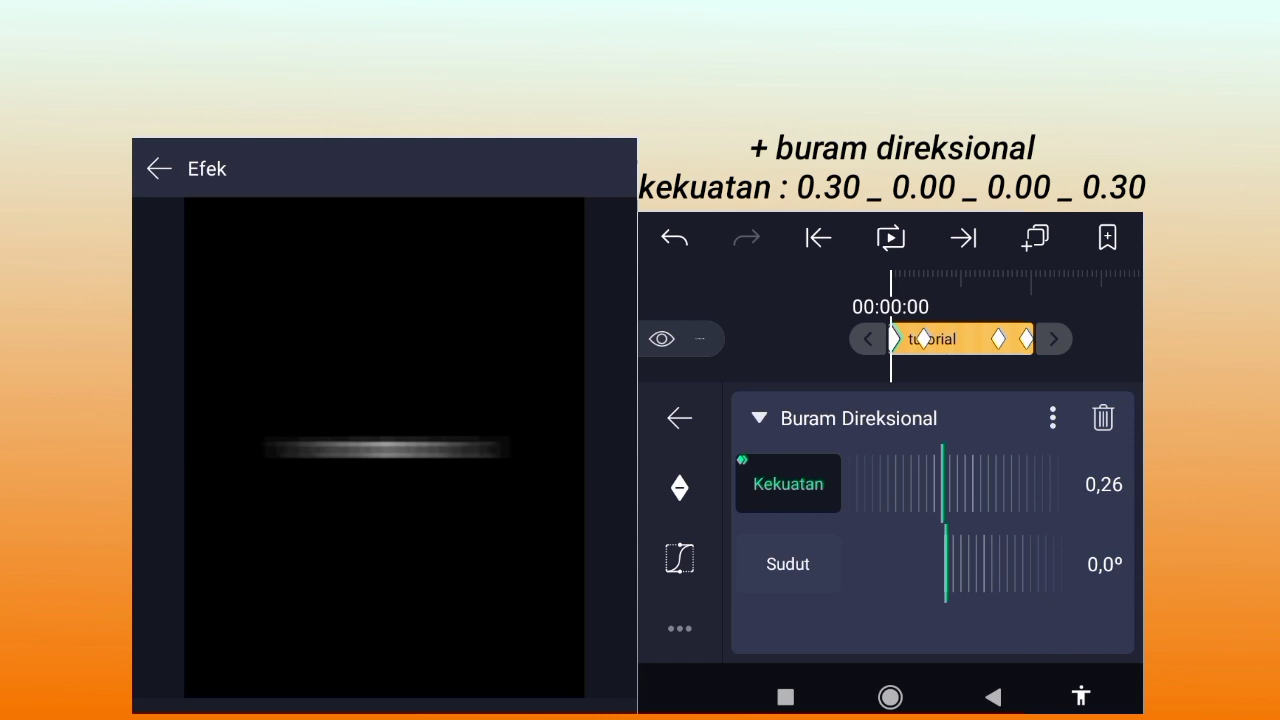 + buram direksional
kekuatan : 0.30 _ 0.00 _ 0.00 _ 0.30
Efek
00:00:00
tutorial
Buram Direksional
Kekuatan
0,26
Sudut
0,0º